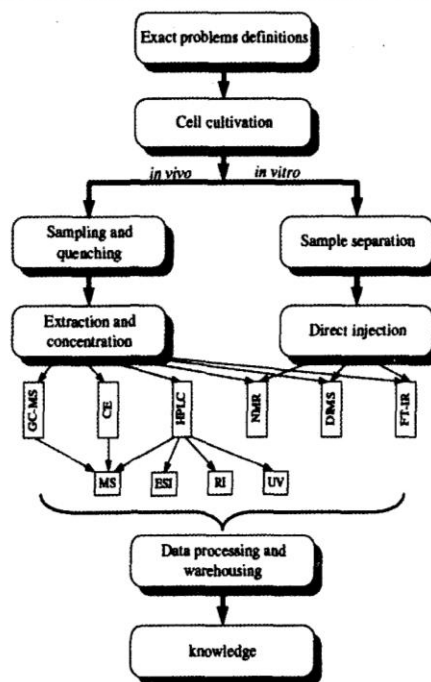 Exact problems definitions
Cell cultivation
in vivo
in vitro
Sampling and
quenching
Sample separation
Extraction and
concentration
Direct injection
GC-MS
CE
HPLC
NMR
DIMS
FT-IR
MS
ESI
RI
UV
Data processing and
warehousing
knowledge